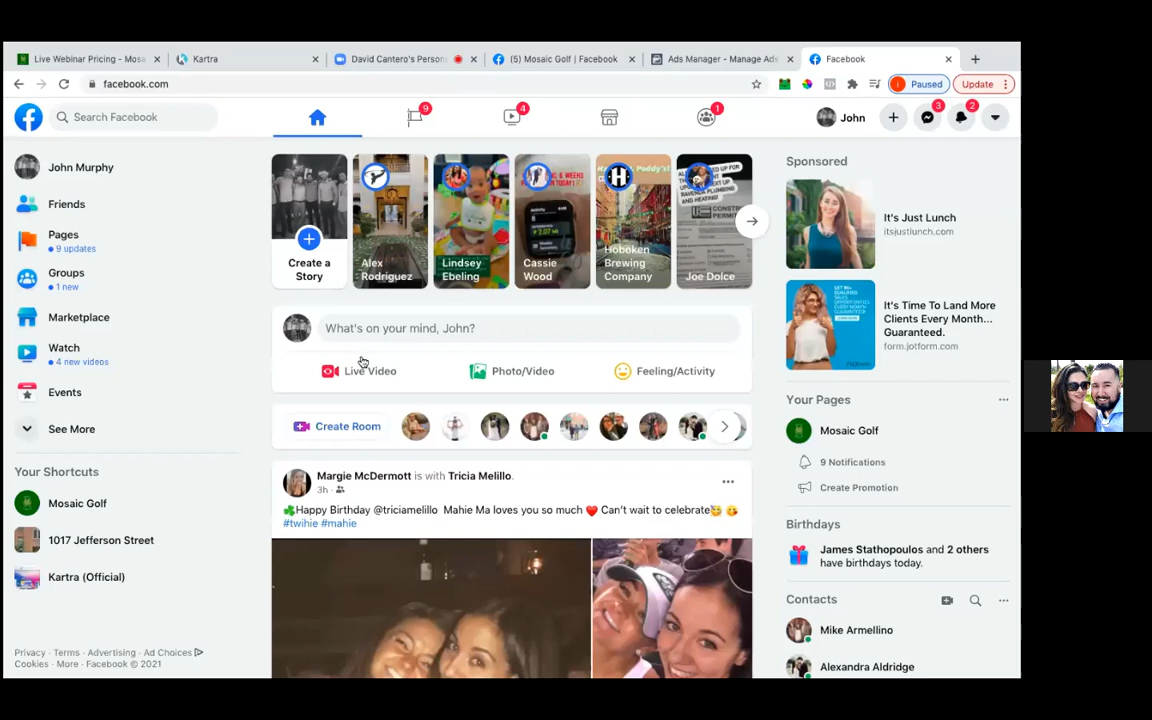 Live Webinar Pricing - Mosa
Kartra
David Cantero's Persona
(5) Mosaic Golf | Facebook
Ads Manager - Manage Ads
Facebook
facebook.com
Paused
Update
Search Facebook
9
4
1
John
3
2
John Murphy
Friends
Pages
9 updates
Groups
1 new
Marketplace
Watch
4 new videos
Events
See More
Your Shortcuts
Mosaic Golf
1017 Jefferson Street
Kartra (Official)
Privacy · Terms · Advertising · Ad Choices
Cookies · More · Facebook © 2021
Create a
Story
Alex
Rodriguez
Lindsey
Ebeling
Cassie
Wood
Hoboken
Brewing
Company
Joe Dolce
What's on your mind, John?
Live Video
Photo/Video
Feeling/Activity
Create Room
Margie McDermott is with Tricia Melillo.
3h
🍀Happy Birthday @triciamelillo Mahie Ma loves you so much ❤️ Can't wait to celebrate😇 😋
#twihie #mahie
Sponsored
It's Just Lunch
itsjustlunch.com
It's Time To Land More
Clients Every Month...
Guaranteed.
form.jotform.com
Your Pages
Mosaic Golf
9 Notifications
Create Promotion
Birthdays
James Stathopoulos and 2 others
have birthdays today.
Contacts
Mike Armellino
Alexandra Aldridge